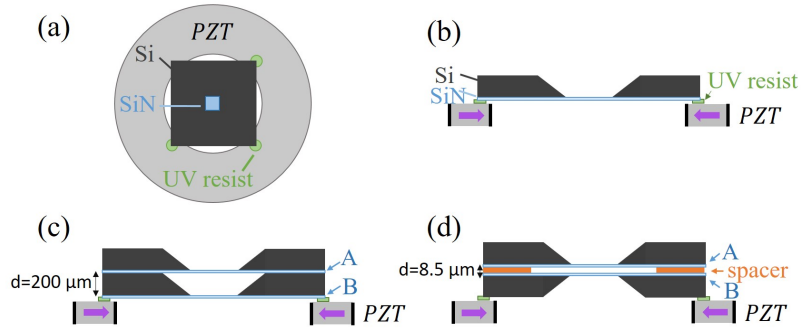 (a)
PZT
Si
SiN
UV resist
(b)
Si
SiN
UV resist
PZT
(c)
A
d=200 μm
B
PZT
(d)
A
d=8.5 μm
spacer
B
PZT